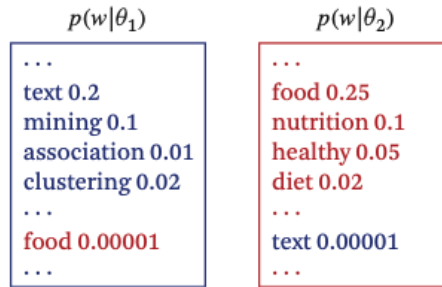 p(w|θ₁)
...
text 0.2
mining 0.1
association 0.01
clustering 0.02
...
food 0.00001
...
p(w|θ₂)
...
food 0.25
nutrition 0.1
healthy 0.05
diet 0.02
...
text 0.00001
...